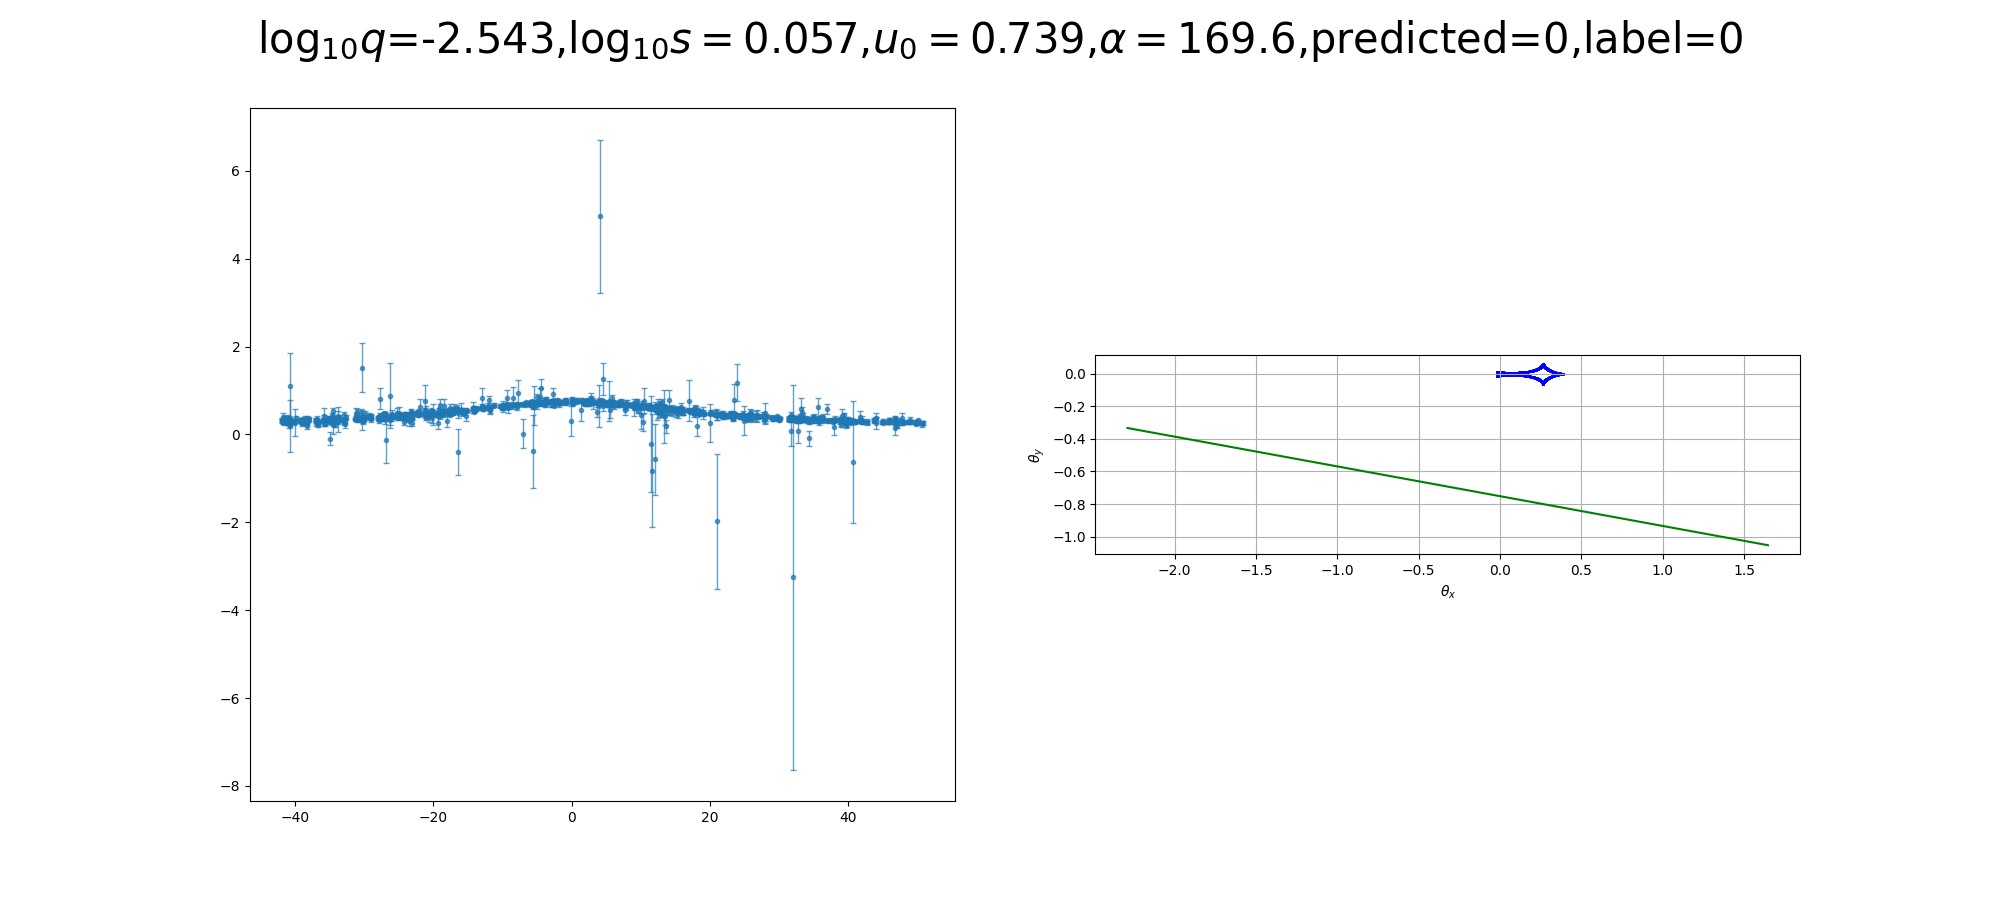 log₁₀q=-2.543,log₁₀s = 0.057,u₀ = 0.739,α = 169.6,predicted=0,label=0
6
4
2
0
−2
−4
−6
−8
−40 −20 0 20 40
0.0
−0.2
−0.4
−0.6
−0.8
−1.0
θy
−2.0 −1.5 −1.0 −0.5 0.0 0.5 1.0 1.5
θx